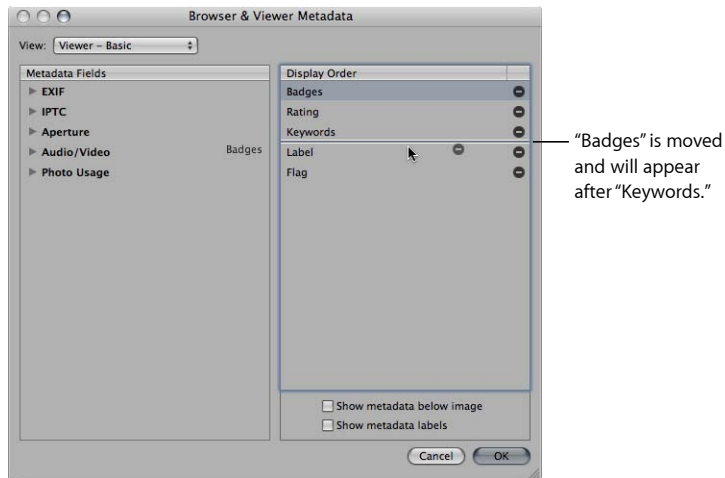 Browser & Viewer Metadata
View: Viewer – Basic
Metadata Fields
EXIF
IPTC
Aperture
Audio/Video
Photo Usage
Badges
Display Order
Badges
Rating
Keywords
Label
Flag
Show metadata below image
Show metadata labels
Cancel
OK
“Badges” is moved
and will appear
after “Keywords.”